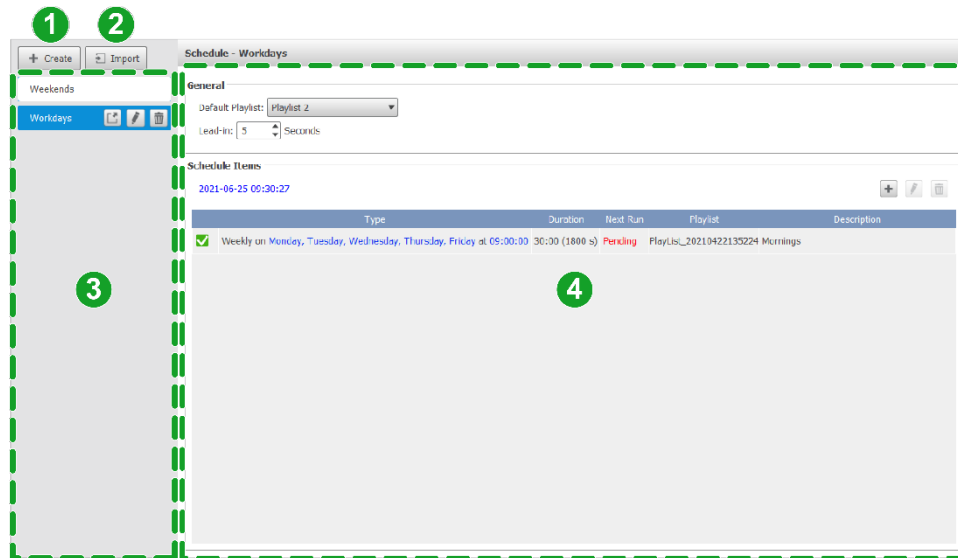 1 2
+ Create Import
Schedule - Workdays
Weekends
Workdays
General
Default Playlist: Playlist 2
Lead-in: 5 Seconds
Schedule Items
2021-06-25 09:30:27
Type Duration Next Run Playlist Description
Weekly on Monday, Tuesday, Wednesday, Thursday, Friday at 09:00:00 30:00 (1800 s) Pending PlayList_20210422135224 Mornings
3
4